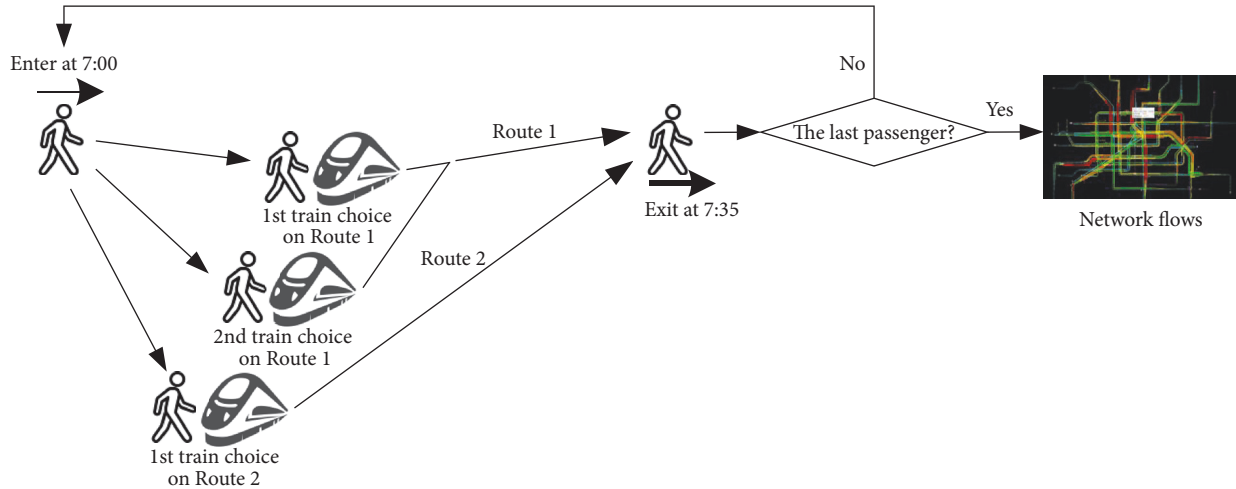 Enter at 7:00
No
Yes
The last passenger?
Route 1
1st train choice
on Route 1
Exit at 7:35
Network flows
Route 2
2nd train choice
on Route 1
1st train choice
on Route 2